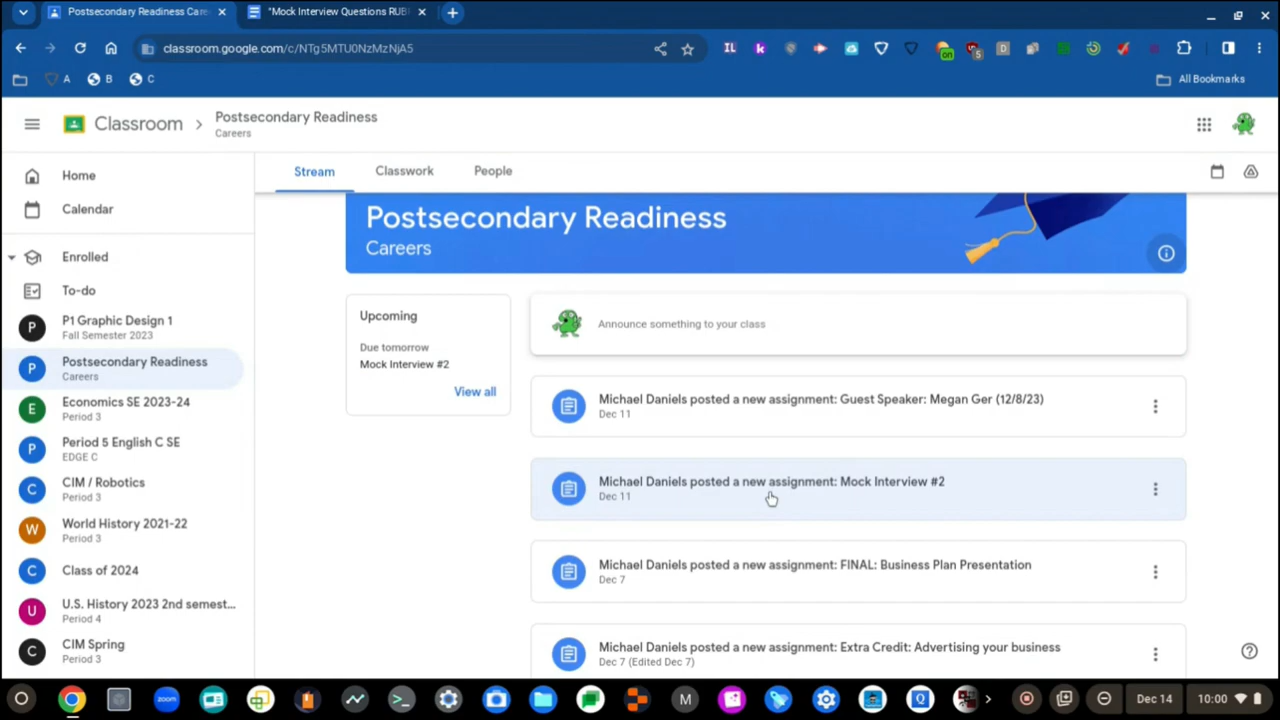 Postsecondary Readiness Care
"Mock Interview Questions RUB
classroom.google.com/c/NTg5MTU0NzMzNjA5
IL
k
on
5
D
A
B
C
All Bookmarks
Classroom
Postsecondary Readiness
Careers
Stream
Classwork
People
Home
Calendar
Enrolled
To-do
P
P1 Graphic Design 1
Fall Semester 2023
P
Postsecondary Readiness
Careers
E
Economics SE 2023-24
Period 3
P
Period 5 English C SE
EDGE C
C
CIM / Robotics
Period 3
W
World History 2021-22
Period 3
C
Class of 2024
U
U.S. History 2023 2nd semest...
Period 4
C
CIM Spring
Period 3
Postsecondary Readiness
Careers
Upcoming
Due tomorrow
Mock Interview #2
View all
Announce something to your class
Michael Daniels posted a new assignment: Guest Speaker: Megan Ger (12/8/23)
Dec 11
Michael Daniels posted a new assignment: Mock Interview #2
Dec 11
Michael Daniels posted a new assignment: FINAL: Business Plan Presentation
Dec 7
Michael Daniels posted a new assignment: Extra Credit: Advertising your business
Dec 7 (Edited Dec 7)
zoom
M
Q
Dec 14
10:00